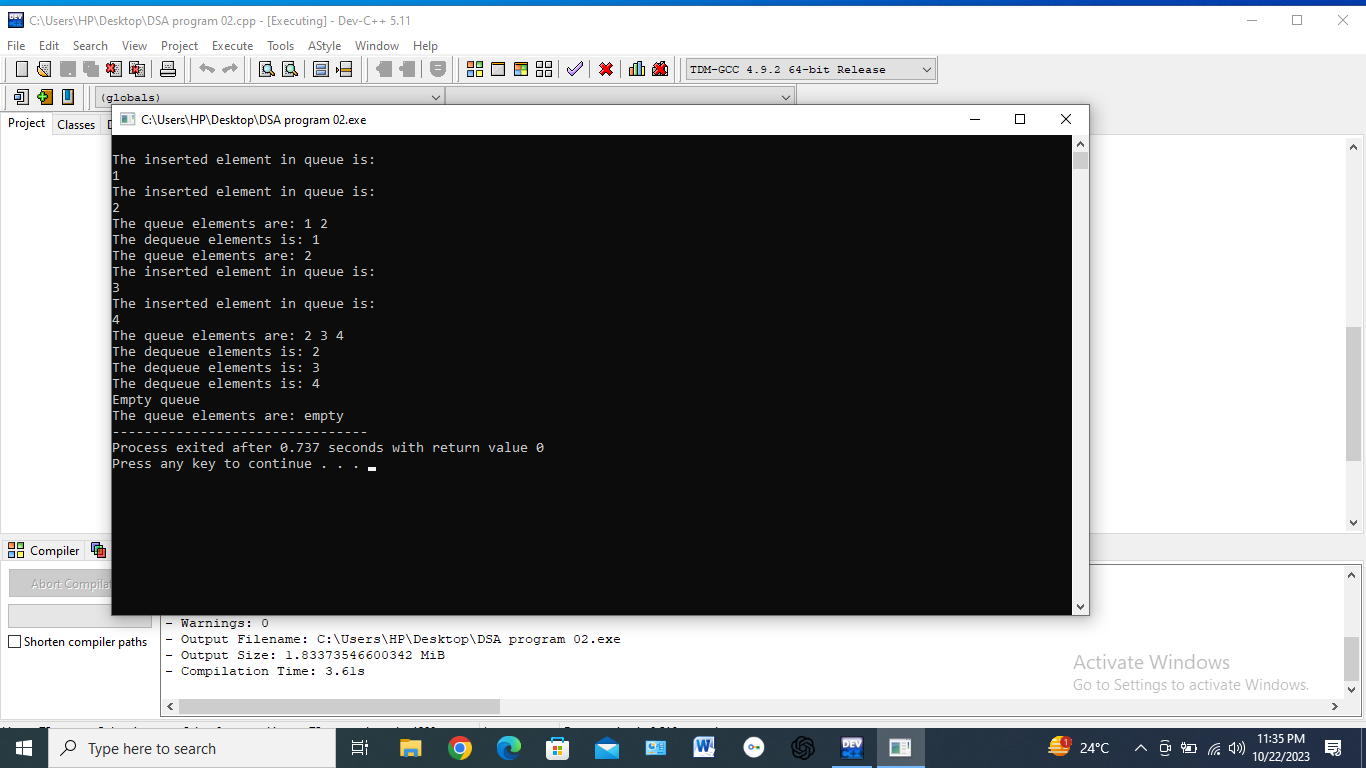 C:\Users\HP\Desktop\DSA program 02.cpp - [Executing] - Dev-C++ 5.11
File Edit Search View Project Execute Tools AStyle Window Help
TDM-GCC 4.9.2 64-bit Release
(globals)
Project Classes
C:\Users\HP\Desktop\DSA program 02.exe
The inserted element in queue is:
1
The inserted element in queue is:
2
The queue elements are: 1 2
The dequeue elements is: 1
The queue elements are: 2
The inserted element in queue is:
3
The inserted element in queue is:
4
The queue elements are: 2 3 4
The dequeue elements is: 2
The dequeue elements is: 3
The dequeue elements is: 4
Empty queue
The queue elements are: empty
--------------------------------
Process exited after 0.737 seconds with return value 0
Press any key to continue . . .
Compiler
Abort Compilat
Shorten compiler paths
- Warnings: 0
- Output Filename: C:\Users\HP\Desktop\DSA program 02.exe
- Output Size: 1.83373546600342 MiB
- Compilation Time: 3.61s
Activate Windows
Go to Settings to activate Windows.
Type here to search
DEV
1
24°C
11:35 PM
10/22/2023